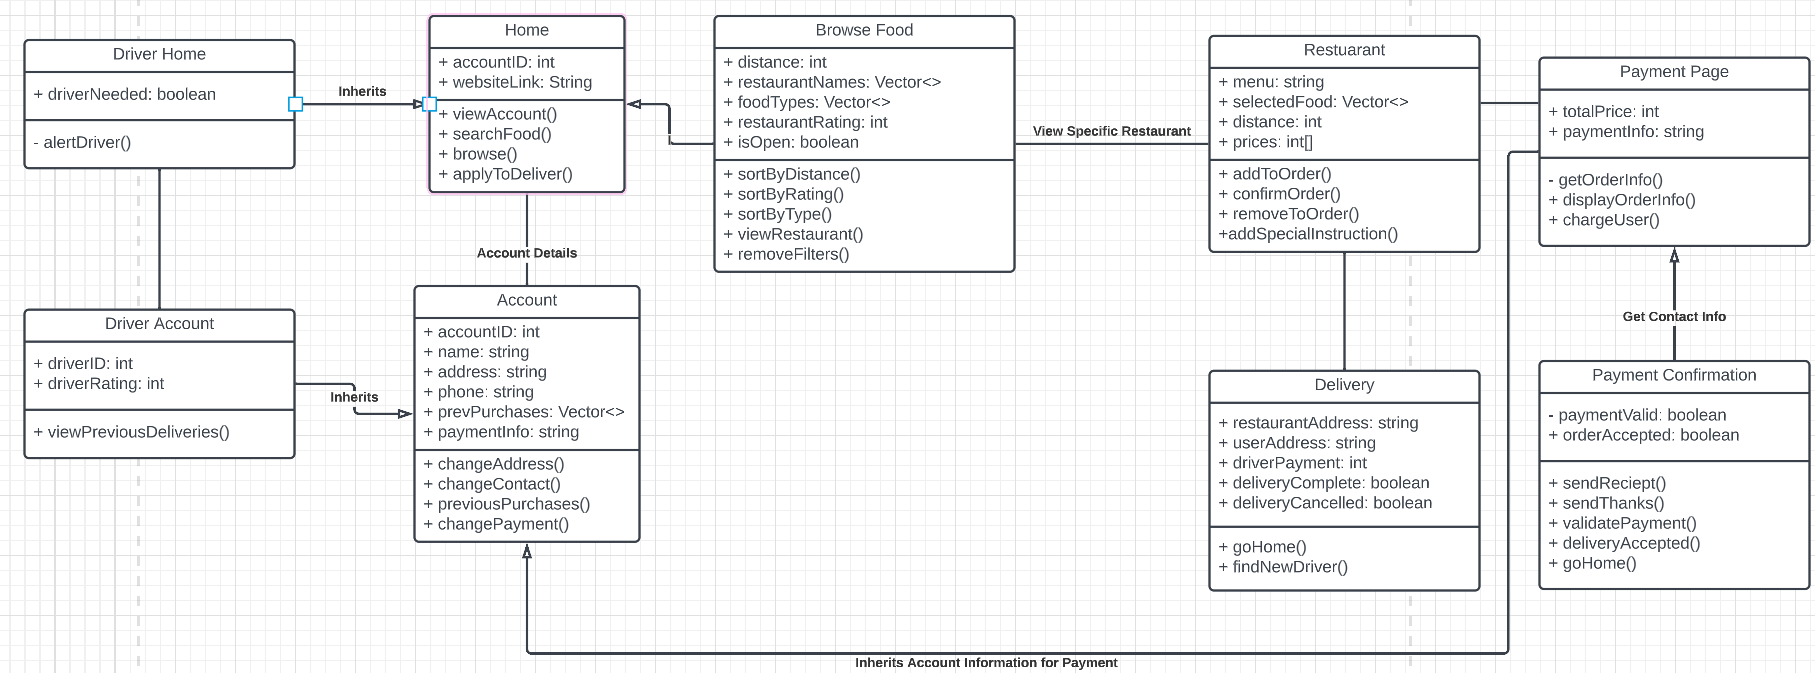 Driver Home
+ driverNeeded: boolean
- alertDriver()
Inherits
Home
+ accountID: int
+ websiteLink: String
+ viewAccount()
+ searchFood()
+ browse()
+ applyToDeliver()
Browse Food
+ distance: int
+ restaurantNames: Vector<>
+ foodTypes: Vector<>
+ restaurantRating: int
+ isOpen: boolean
+ sortByDistance()
+ sortByRating()
+ sortByType()
+ viewRestaurant()
+ removeFilters()
View Specific Restaurant
Restuarant
+ menu: string
+ selectedFood: Vector<>
+ distance: int
+ prices: int[]
+ addToOrder()
+ confirmOrder()
+ removeToOrder()
+addSpecialInstruction()
Payment Page
+ totalPrice: int
+ paymentInfo: string
- getOrderInfo()
+ displayOrderInfo()
+ chargeUser()
Account Details
Driver Account
+ driverID: int
+ driverRating: int
+ viewPreviousDeliveries()
Inherits
Account
+ accountID: int
+ name: string
+ address: string
+ phone: string
+ prevPurchases: Vector<>
+ paymentInfo: string
+ changeAddress()
+ changeContact()
+ previousPurchases()
+ changePayment()
Delivery
+ restaurantAddress: string
+ userAddress: string
+ driverPayment: int
+ deliveryComplete: boolean
+ deliveryCancelled: boolean
+ goHome()
+ findNewDriver()
Get Contact Info
Payment Confirmation
- paymentValid: boolean
+ orderAccepted: boolean
+ sendReciept()
+ sendThanks()
+ validatePayment()
+ deliveryAccepted()
+ goHome()
Inherits Account Information for Payment